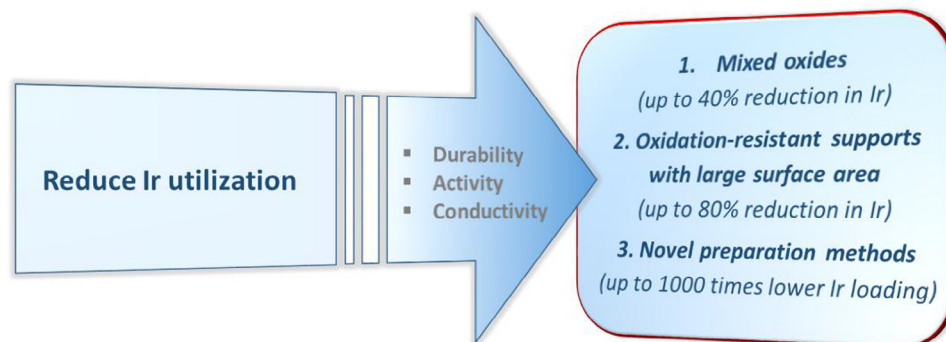 Reduce Ir utilization
▪ Durability
▪ Activity
▪ Conductivity
1. Mixed oxides
(up to 40% reduction in Ir)
2. Oxidation-resistant supports
with large surface area
(up to 80% reduction in Ir)
3. Novel preparation methods
(up to 1000 times lower Ir loading)